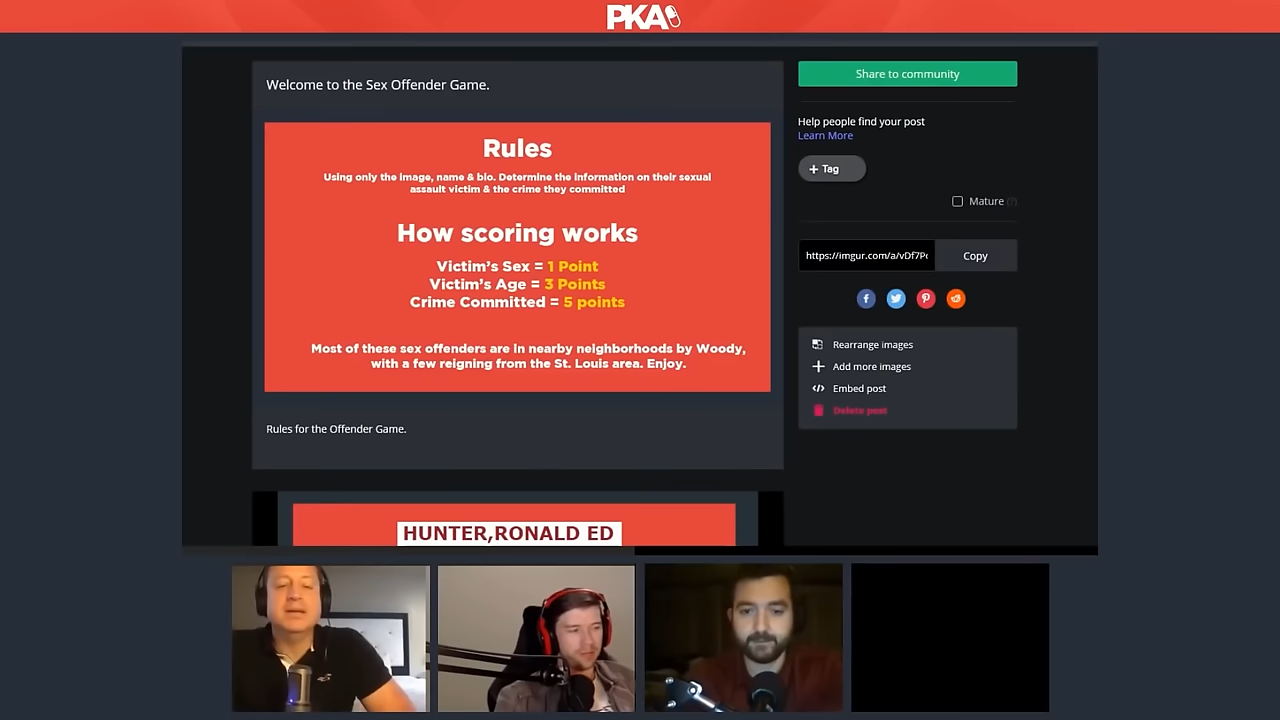 PKA
Welcome to the Sex Offender Game.
Share to community
Rules
Using only the image, name & bio. Determine the information on their sexual
assault victim & the crime they committed
How scoring works
Victim's Sex = 1 Point
Victim's Age = 3 Points
Crime Committed = 5 points
Most of these sex offenders are in nearby neighborhoods by Woody,
with a few reigning from the St. Louis area. Enjoy.
Rules for the Offender Game.
Help people find your post
Learn More
+ Tag
Mature (?)
https://imgur.com/a/vDf7P
Copy
Rearrange images
Add more images
Embed post
Delete post
HUNTER,RONALD ED